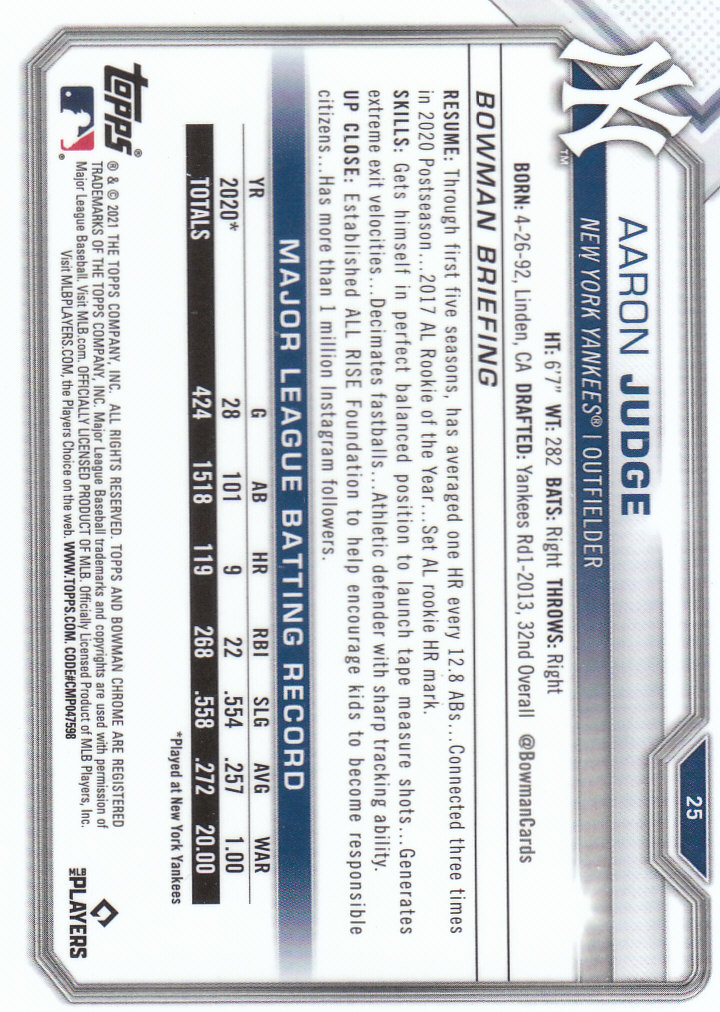 25
AARON JUDGE
NEW YORK YANKEES® | OUTFIELDER
NY
™
HT: 6'7" WT: 282 BATS: Right THROWS: Right
BORN: 4-26-92, Linden, CA DRAFTED: Yankees Rd1-2013, 32nd Overall @BowmanCards
BOWMAN BRIEFING
RESUME: Through first five seasons, has averaged one HR every 12.8 ABs...Connected three times
in 2020 Postseason...2017 AL Rookie of the Year...Set AL rookie HR mark.
SKILLS: Gets himself in perfect balanced position to launch tape measure shots...Generates
extreme exit velocities...Decimates fastballs...Athletic defender with sharp tracking ability.
UP CLOSE: Established ALL RISE Foundation to help encourage kids to become responsible
citizens...Has more than 1 million Instagram followers.
MAJOR LEAGUE BATTING RECORD
YR G AB HR RBI SLG AVG WAR
2020* 28 101 9 22 .554 .257 1.00
TOTALS 424 1518 119 268 .558 .272 20.00
*Played at New York Yankees
topps®
® & © 2021 THE TOPPS COMPANY, INC. ALL RIGHTS RESERVED. TOPPS AND BOWMAN CHROME ARE REGISTERED
TRADEMARKS OF THE TOPPS COMPANY, INC. Major League Baseball trademarks and copyrights are used with permission of
Major League Baseball. Visit MLB.com. OFFICIALLY LICENSED PRODUCT OF MLB. Officially Licensed Product of MLB Players, Inc.
Visit MLBPLAYERS.COM, the Players Choice on the web. WWW.TOPPS.COM. CODE#CMP047598
MLB PLAYERS